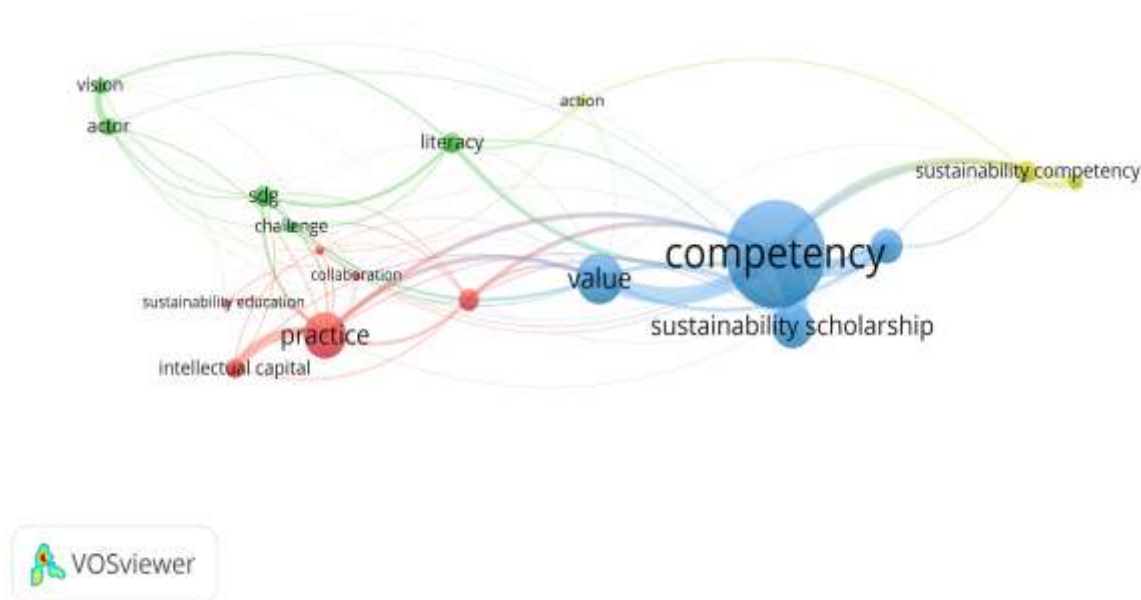 vision
action
actor
literacy
sustainability competency
sdg
challenge
competency
collaboration
value
sustainability education
sustainability scholarship
practice
intellectual capital
VOSviewer